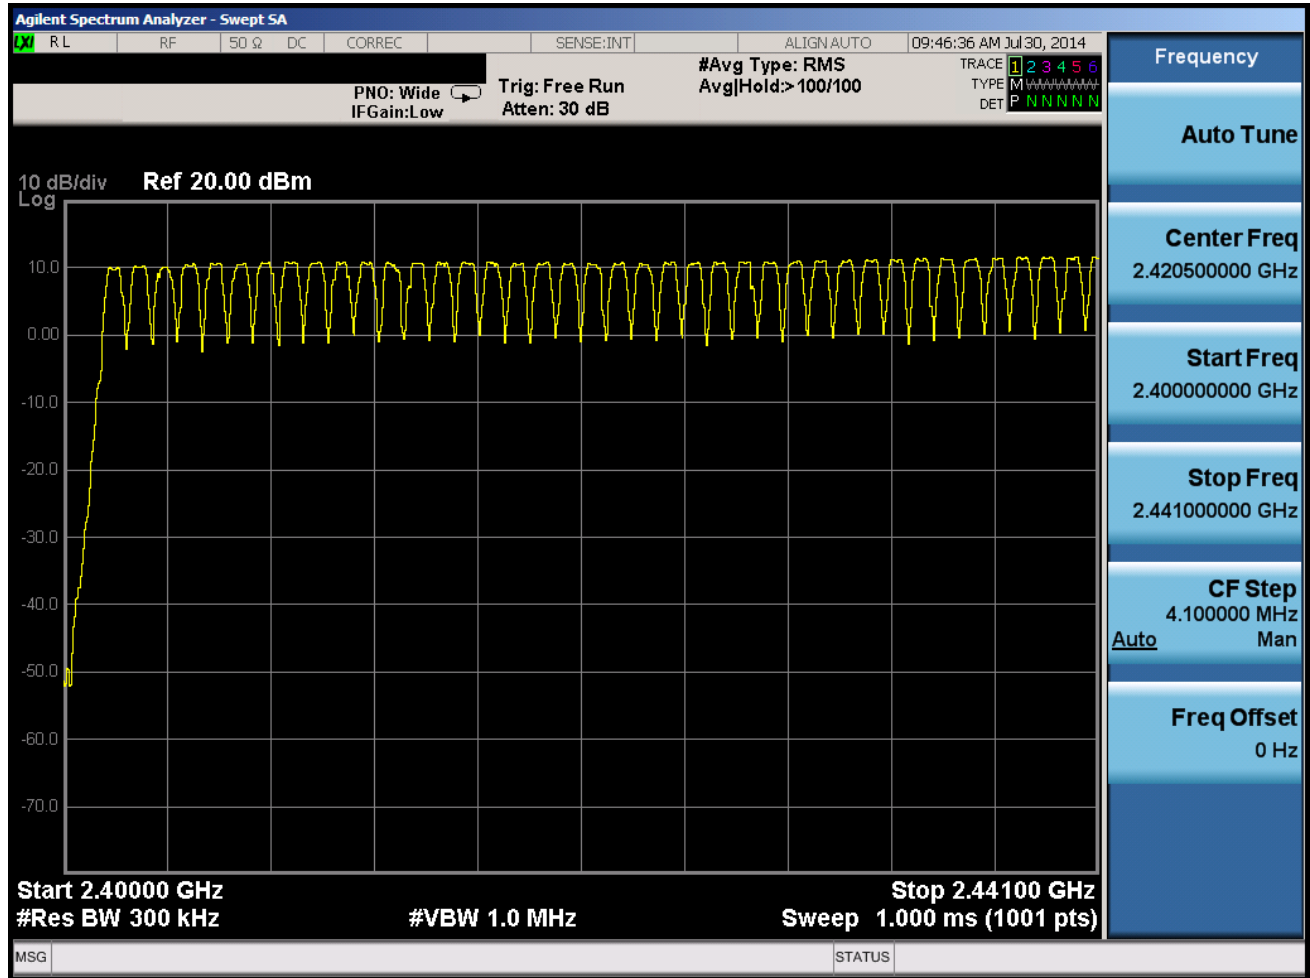 Agilent Spectrum Analyzer - Swept SA
LXI RL RF 50 Ω DC CORREC SENSE:INT ALIGN AUTO 09:46:36 AM Jul 30, 2014
Frequency
#Avg Type: RMS TRACE 1 2 3 4 5 6
PNO: Wide Trig: Free Run Avg|Hold:>100/100 TYPE M WWWWW
IFGain:Low Atten: 30 dB DET P N N N N N
Auto Tune
10 dB/div Ref 20.00 dBm
Log
10.0
0.00
-10.0
-20.0
-30.0
-40.0
-50.0
-60.0
-70.0
Center Freq
2.420500000 GHz
Start Freq
2.400000000 GHz
Stop Freq
2.441000000 GHz
CF Step
4.100000 MHz
Auto Man
Freq Offset
0 Hz
Start 2.40000 GHz Stop 2.44100 GHz
#Res BW 300 kHz #VBW 1.0 MHz Sweep 1.000 ms (1001 pts)
MSG STATUS